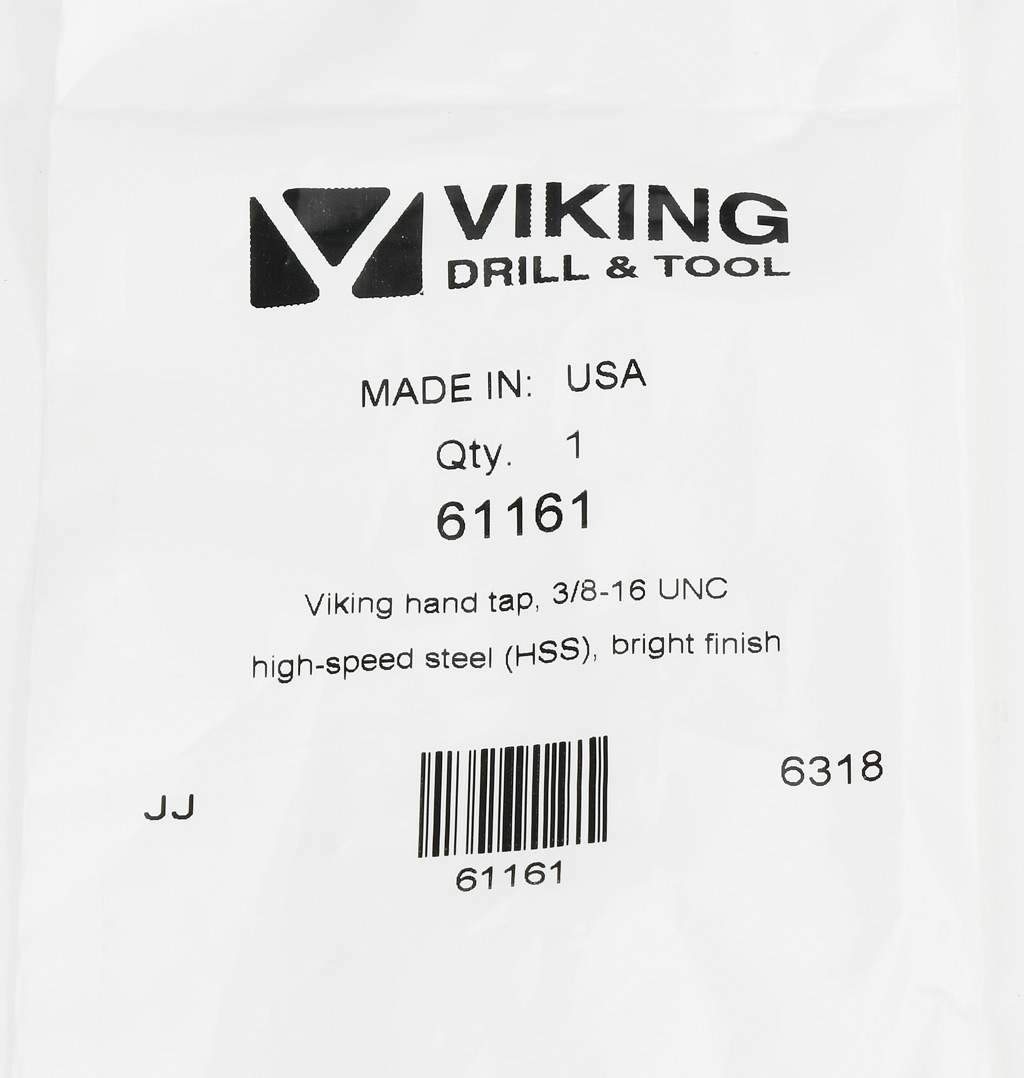 VIKING
DRILL & TOOL
MADE IN: USA
Qty. 1
61161
Viking hand tap, 3/8-16 UNC
high-speed steel (HSS), bright finish
JJ
6318
61161